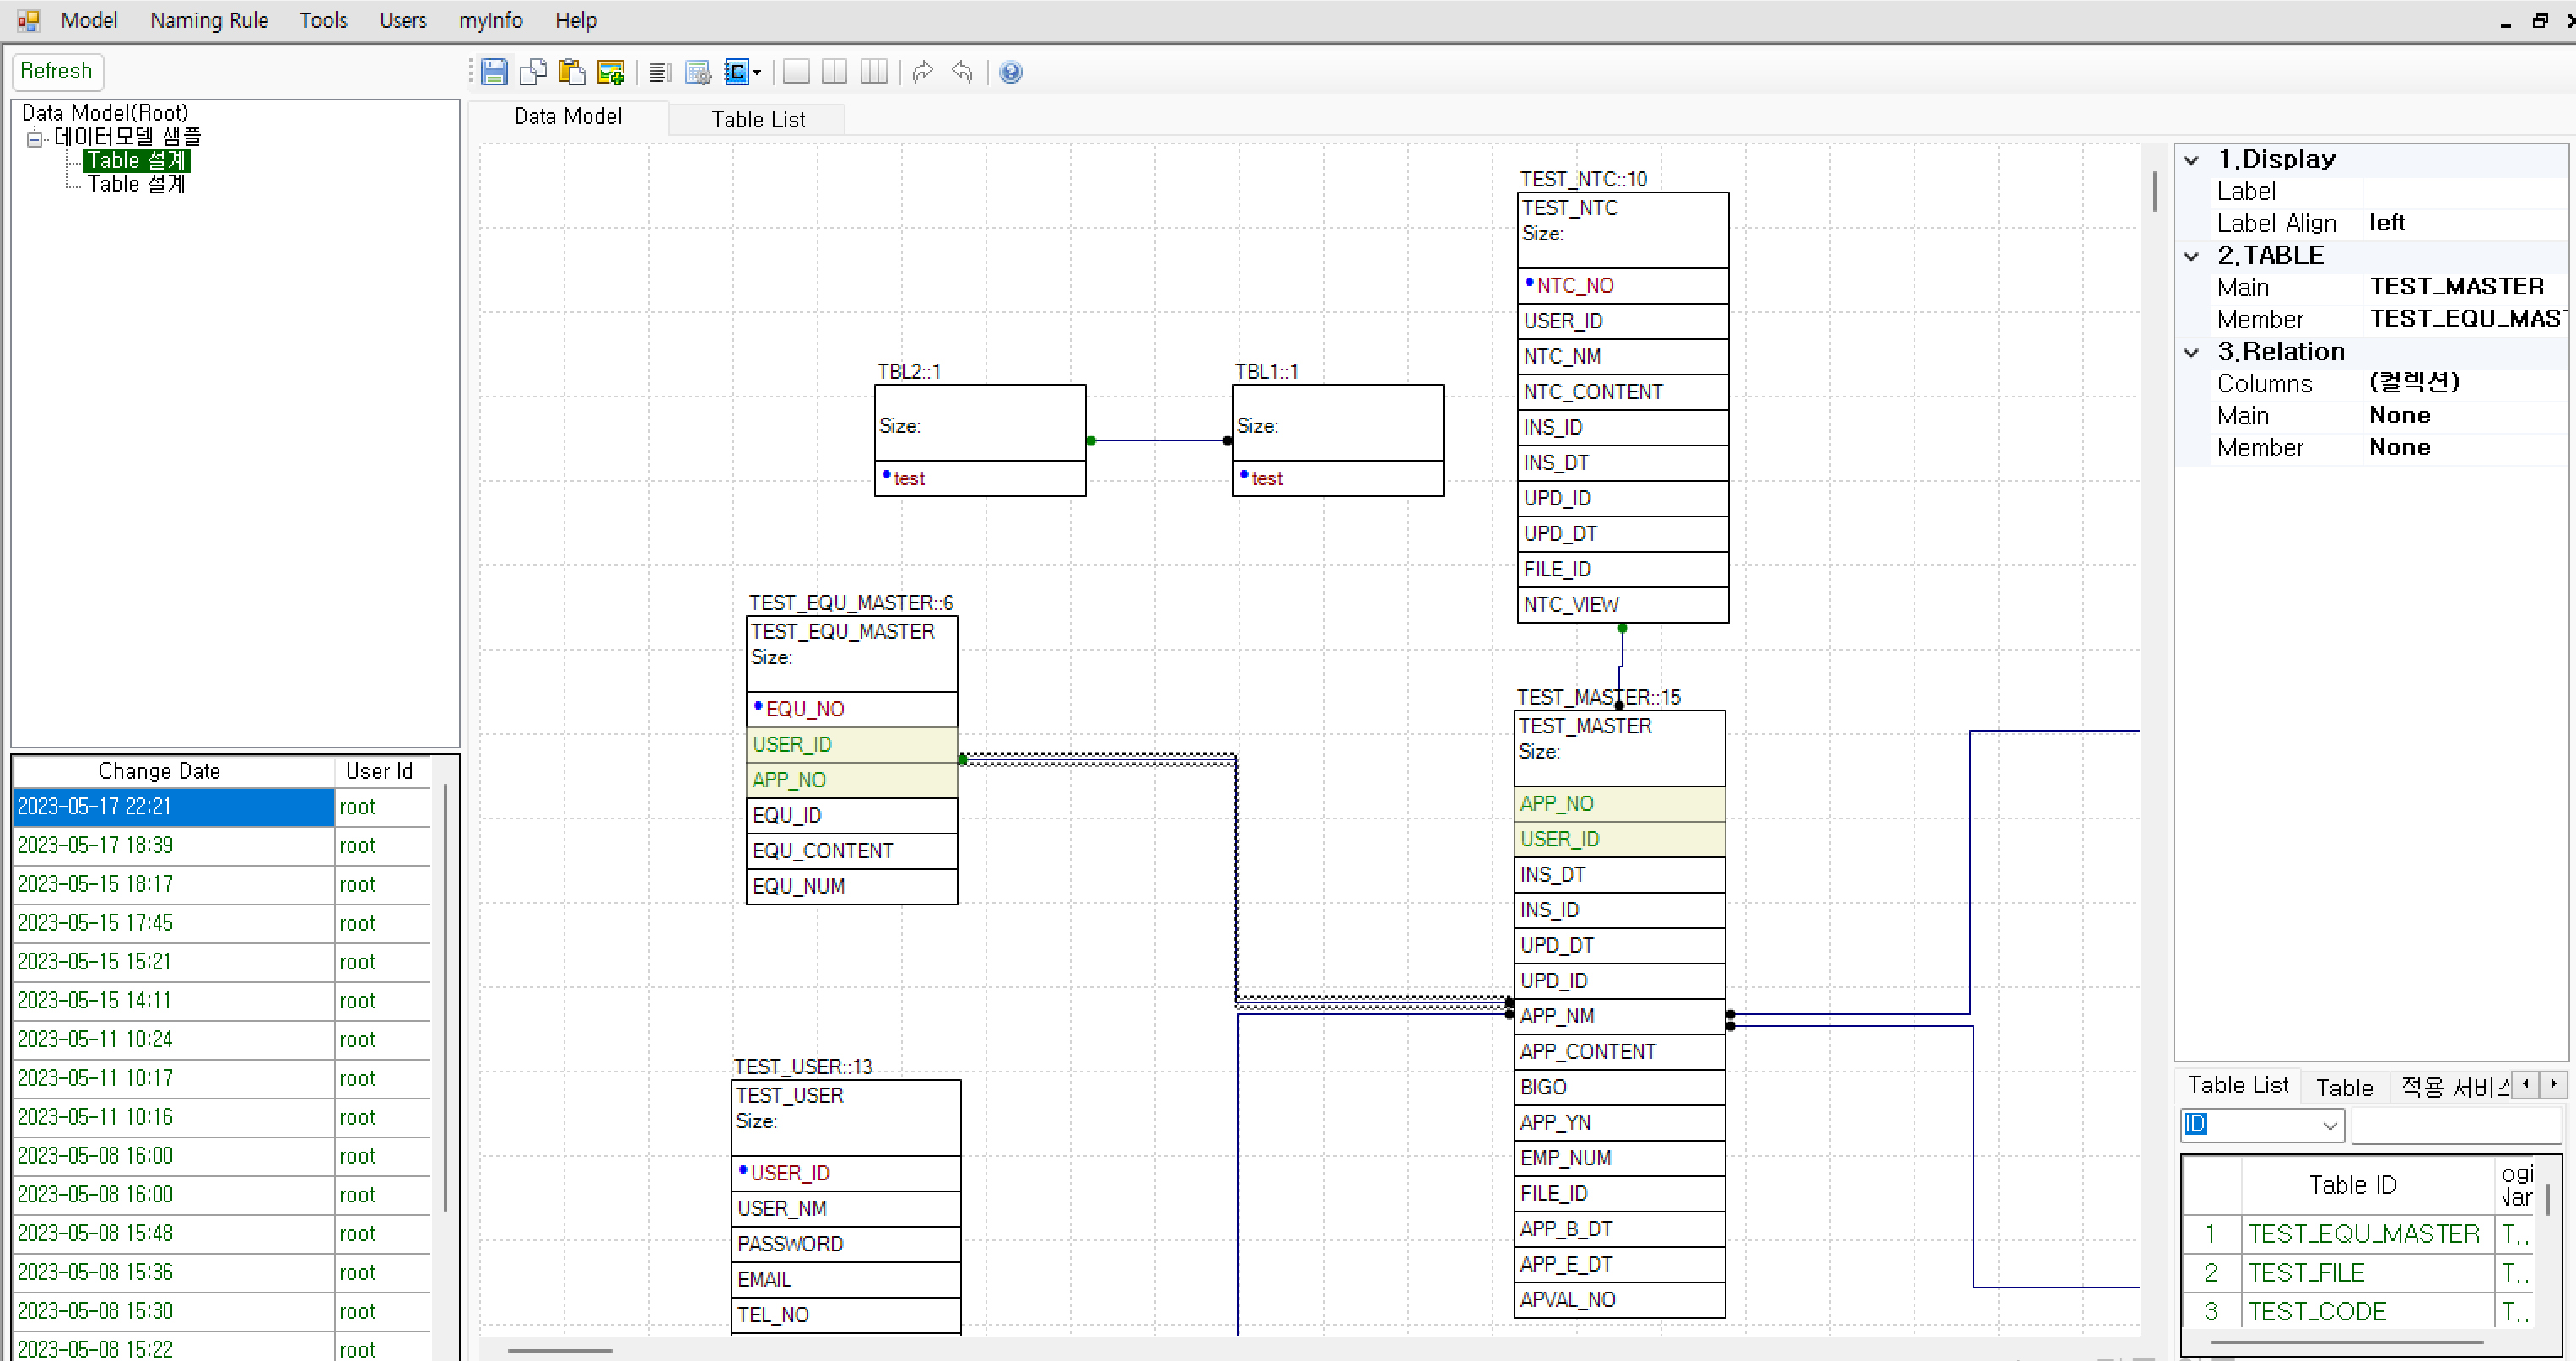 Model Naming Rule Tools Users myInfo Help
Refresh
Data Model(Root)
데이터모델 샘플
Table 설계
Table 설계
Change Date User Id
2023-05-17 22:21 root
2023-05-17 18:39 root
2023-05-15 18:17 root
2023-05-15 17:45 root
2023-05-15 15:21 root
2023-05-15 14:11 root
2023-05-11 10:24 root
2023-05-11 10:17 root
2023-05-11 10:16 root
2023-05-08 16:00 root
2023-05-08 16:00 root
2023-05-08 15:48 root
2023-05-08 15:36 root
2023-05-08 15:30 root
2023-05-08 15:22 root
Data Model Table List
TBL2::1
Size:
test
TBL1::1
Size:
test
TEST_NTC::10
TEST_NTC
Size:
NTC_NO
USER_ID
NTC_NM
NTC_CONTENT
INS_ID
INS_DT
UPD_ID
UPD_DT
FILE_ID
NTC_VIEW
TEST_EQU_MASTER::6
TEST_EQU_MASTER
Size:
EQU_NO
USER_ID
APP_NO
EQU_ID
EQU_CONTENT
EQU_NUM
TEST_MASTER::15
TEST_MASTER
Size:
APP_NO
USER_ID
INS_DT
INS_ID
UPD_DT
UPD_ID
APP_NM
APP_CONTENT
BIGO
APP_YN
EMP_NUM
FILE_ID
APP_B_DT
APP_E_DT
APVAL_NO
TEST_USER::13
TEST_USER
Size:
USER_ID
USER_NM
PASSWORD
EMAIL
TEL_NO
1.Display
Label
Label Align left
2.TABLE
Main TEST_MASTER
Member TEST_EQU_MAS
3.Relation
Columns (컬렉션)
Main None
Member None
Table List Table 적용 서비스
ID
Table ID
1 TEST_EQU_MASTER T..
2 TEST_FILE T..
3 TEST_CODE T..